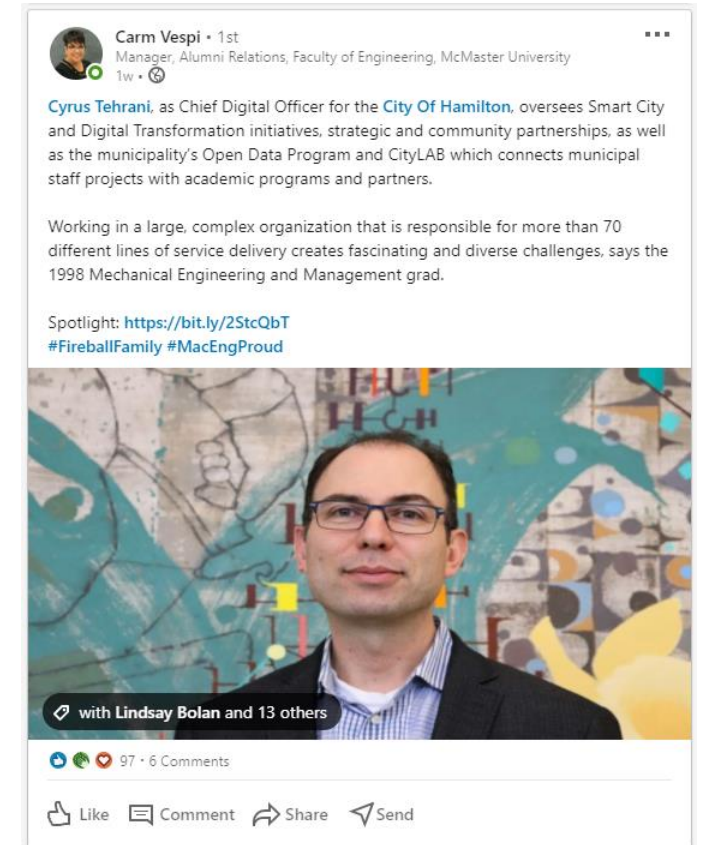 Carm Vespi • 1st
Manager, Alumni Relations, Faculty of Engineering, McMaster University
1w •
Cyrus Tehrani, as Chief Digital Officer for the City Of Hamilton, oversees Smart City
and Digital Transformation initiatives, strategic and community partnerships, as well
as the municipality's Open Data Program and CityLAB which connects municipal
staff projects with academic programs and partners.
Working in a large, complex organization that is responsible for more than 70
different lines of service delivery creates fascinating and diverse challenges, says the
1998 Mechanical Engineering and Management grad.
Spotlight: https://bit.ly/2StcQbT
#FireballFamily #MacEngProud
with Lindsay Bolan and 13 others
97 • 6 Comments
Like Comment Share Send